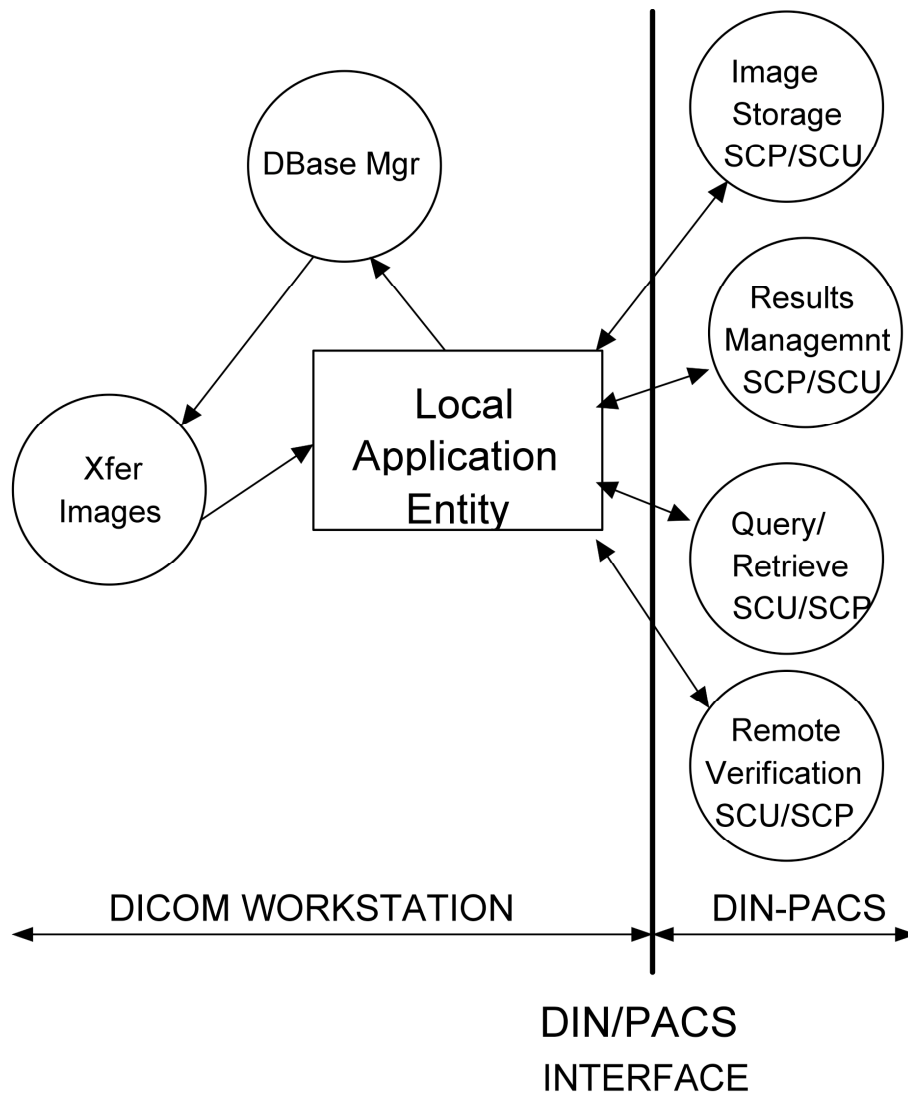 DBase Mgr
Xfer
Images
Local
Application
Entity
Image
Storage
SCP/SCU
Results
Managemnt
SCP/SCU
Query/
Retrieve
SCU/SCP
Remote
Verification
SCU/SCP
DICOM WORKSTATION
DIN-PACS
DIN/PACS
INTERFACE